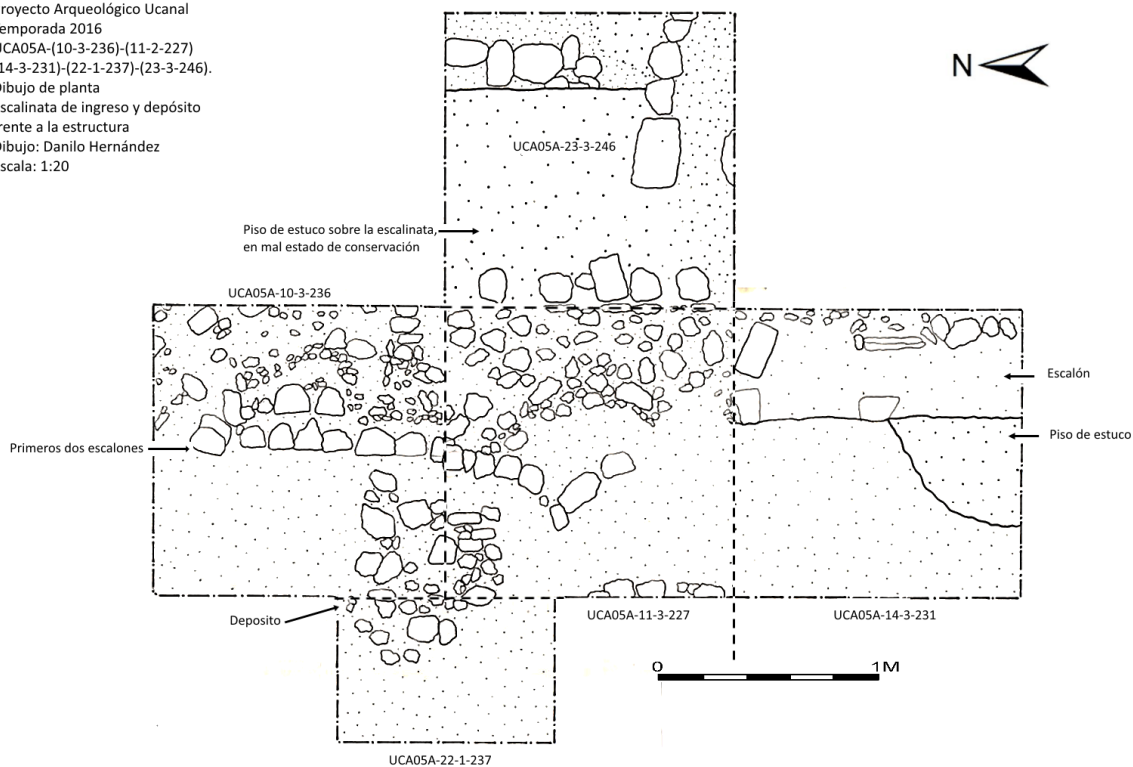 royecto Arqueológico Ucanal
emporada 2016
UCA05A-(10-3-236)-(11-2-227)
14-3-231)-(22-1-237)-(23-3-246).
Dibujo de planta
scalinata de ingreso y depósito
rente a la estructura
Dibujo: Danilo Hernández
scala: 1:20
N
UCA05A-23-3-246
Piso de estuco sobre la escalinata,
en mal estado de conservación
UCA05A-10-3-236
Escalón
Piso de estuco
Primeros dos escalones
Deposito
UCA05A-11-3-227
UCA05A-14-3-231
0 1M
UCA05A-22-1-237